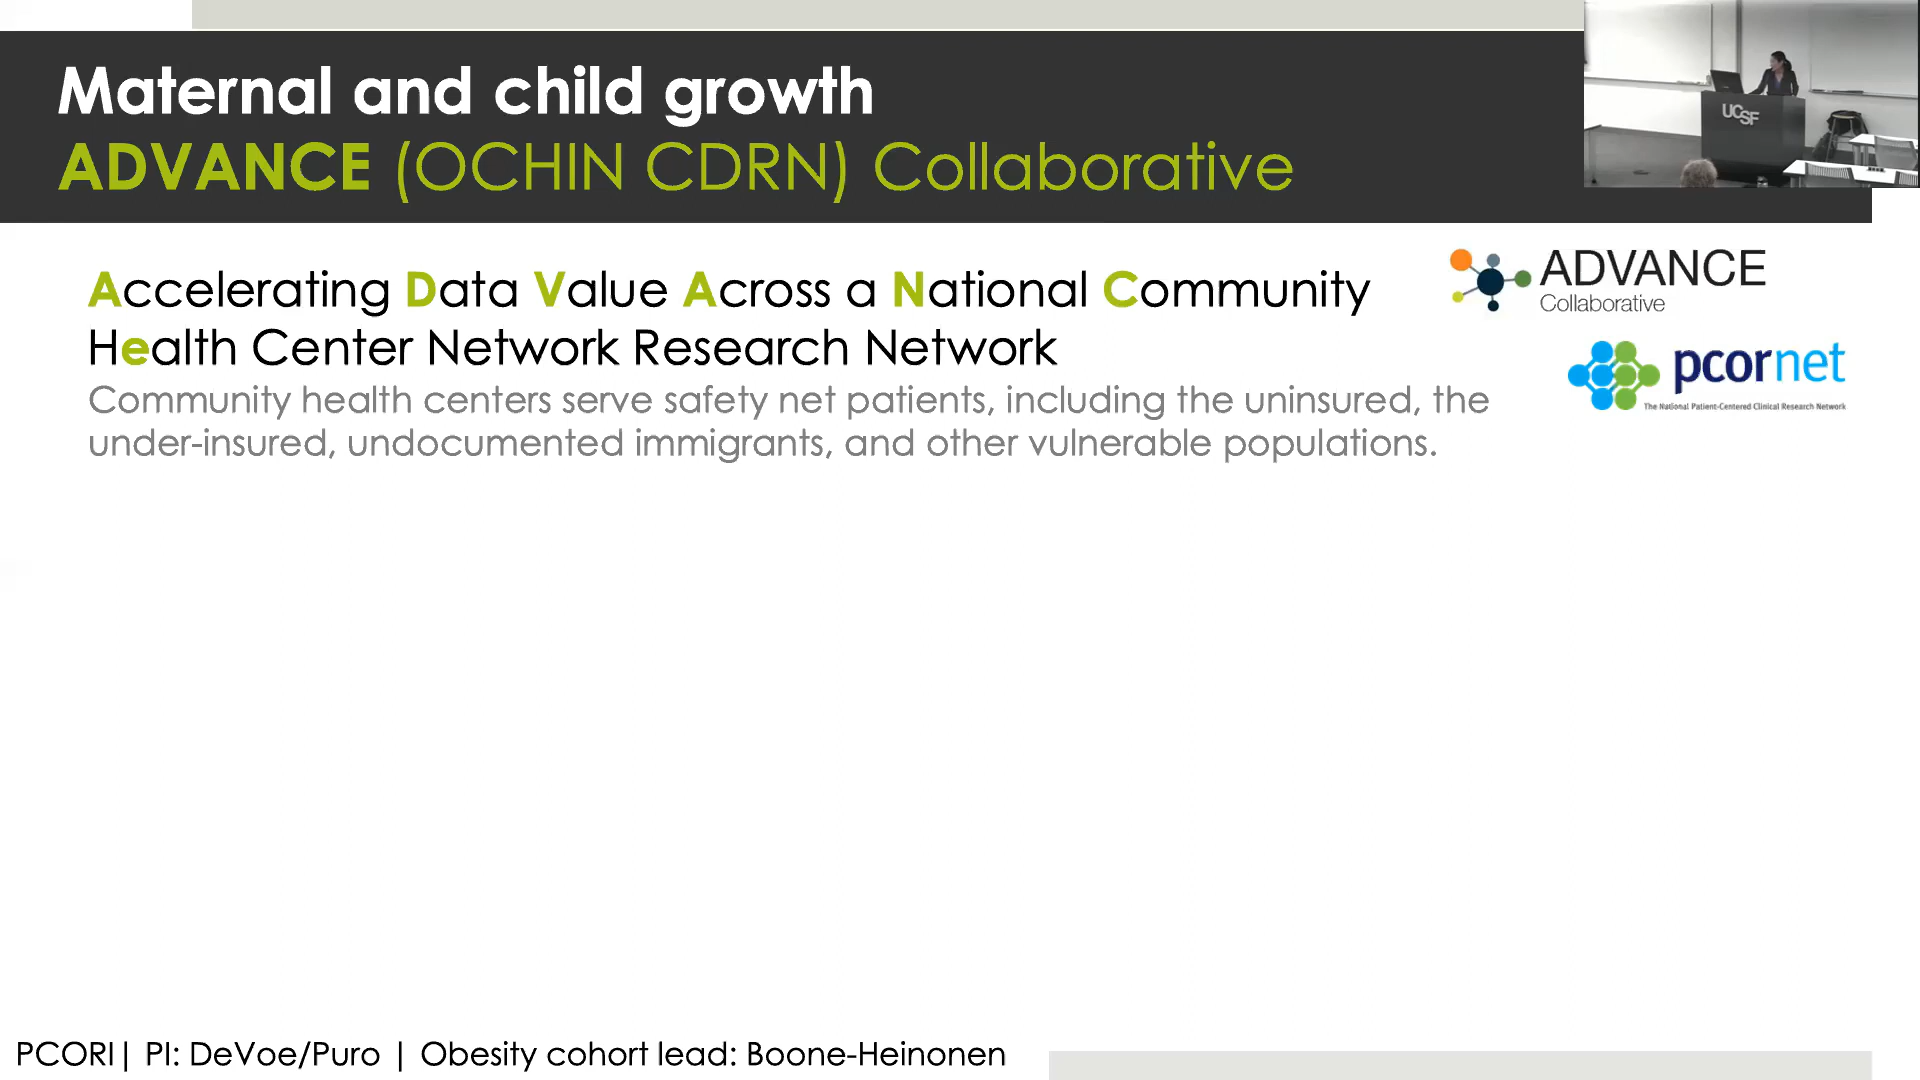 Maternal and child growth
ADVANCE (OCHIN CDRN) Collaborative
UCSF
Accelerating Data Value Across a National Community
Health Center Network Research Network
Community health centers serve safety net patients, including the uninsured, the
under-insured, undocumented immigrants, and other vulnerable populations.
ADVANCE
Collaborative
pcornet
The National Patient-Centered Clinical Research Network
PCORI| PI: DeVoe/Puro | Obesity cohort lead: Boone-Heinonen